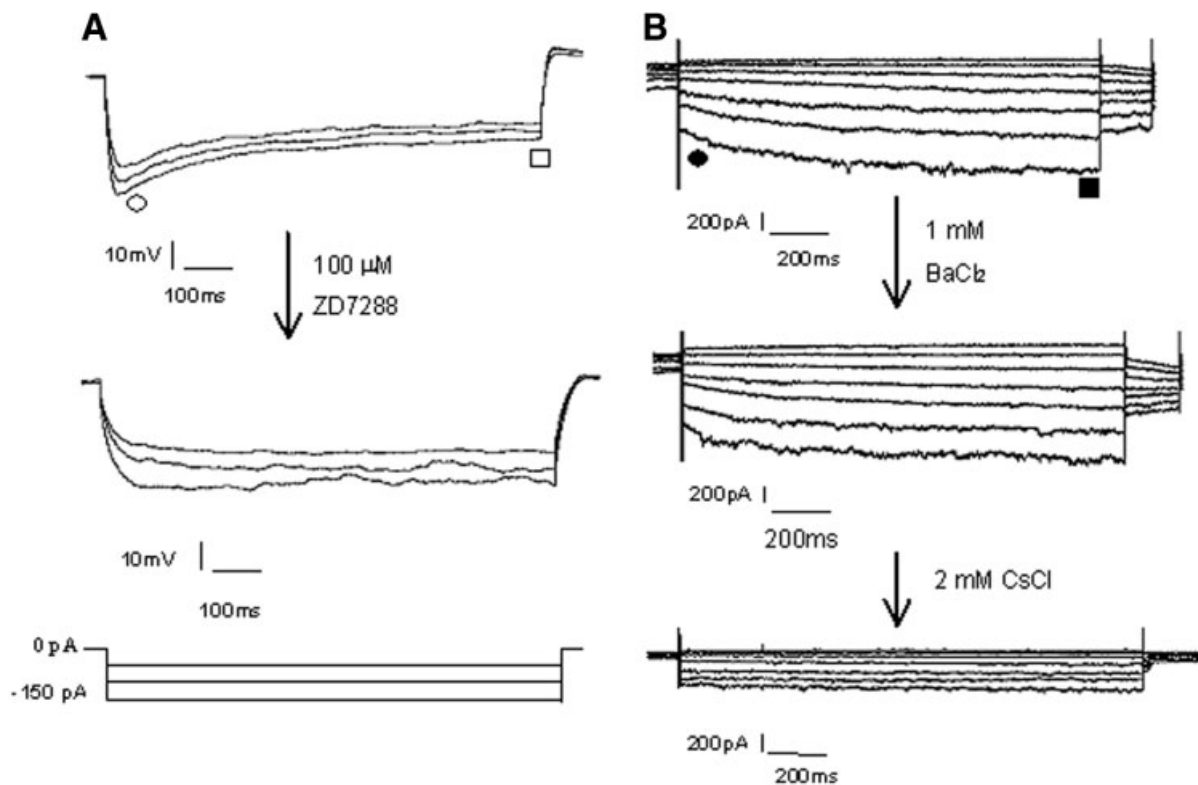 A
10mV
100ms
100 µM
ZD7288
10mV
100ms
0 pA
-150 pA
B
200pA
200ms
1 mM
BaCl₂
200pA
200ms
2 mM CsCl
200pA
200ms